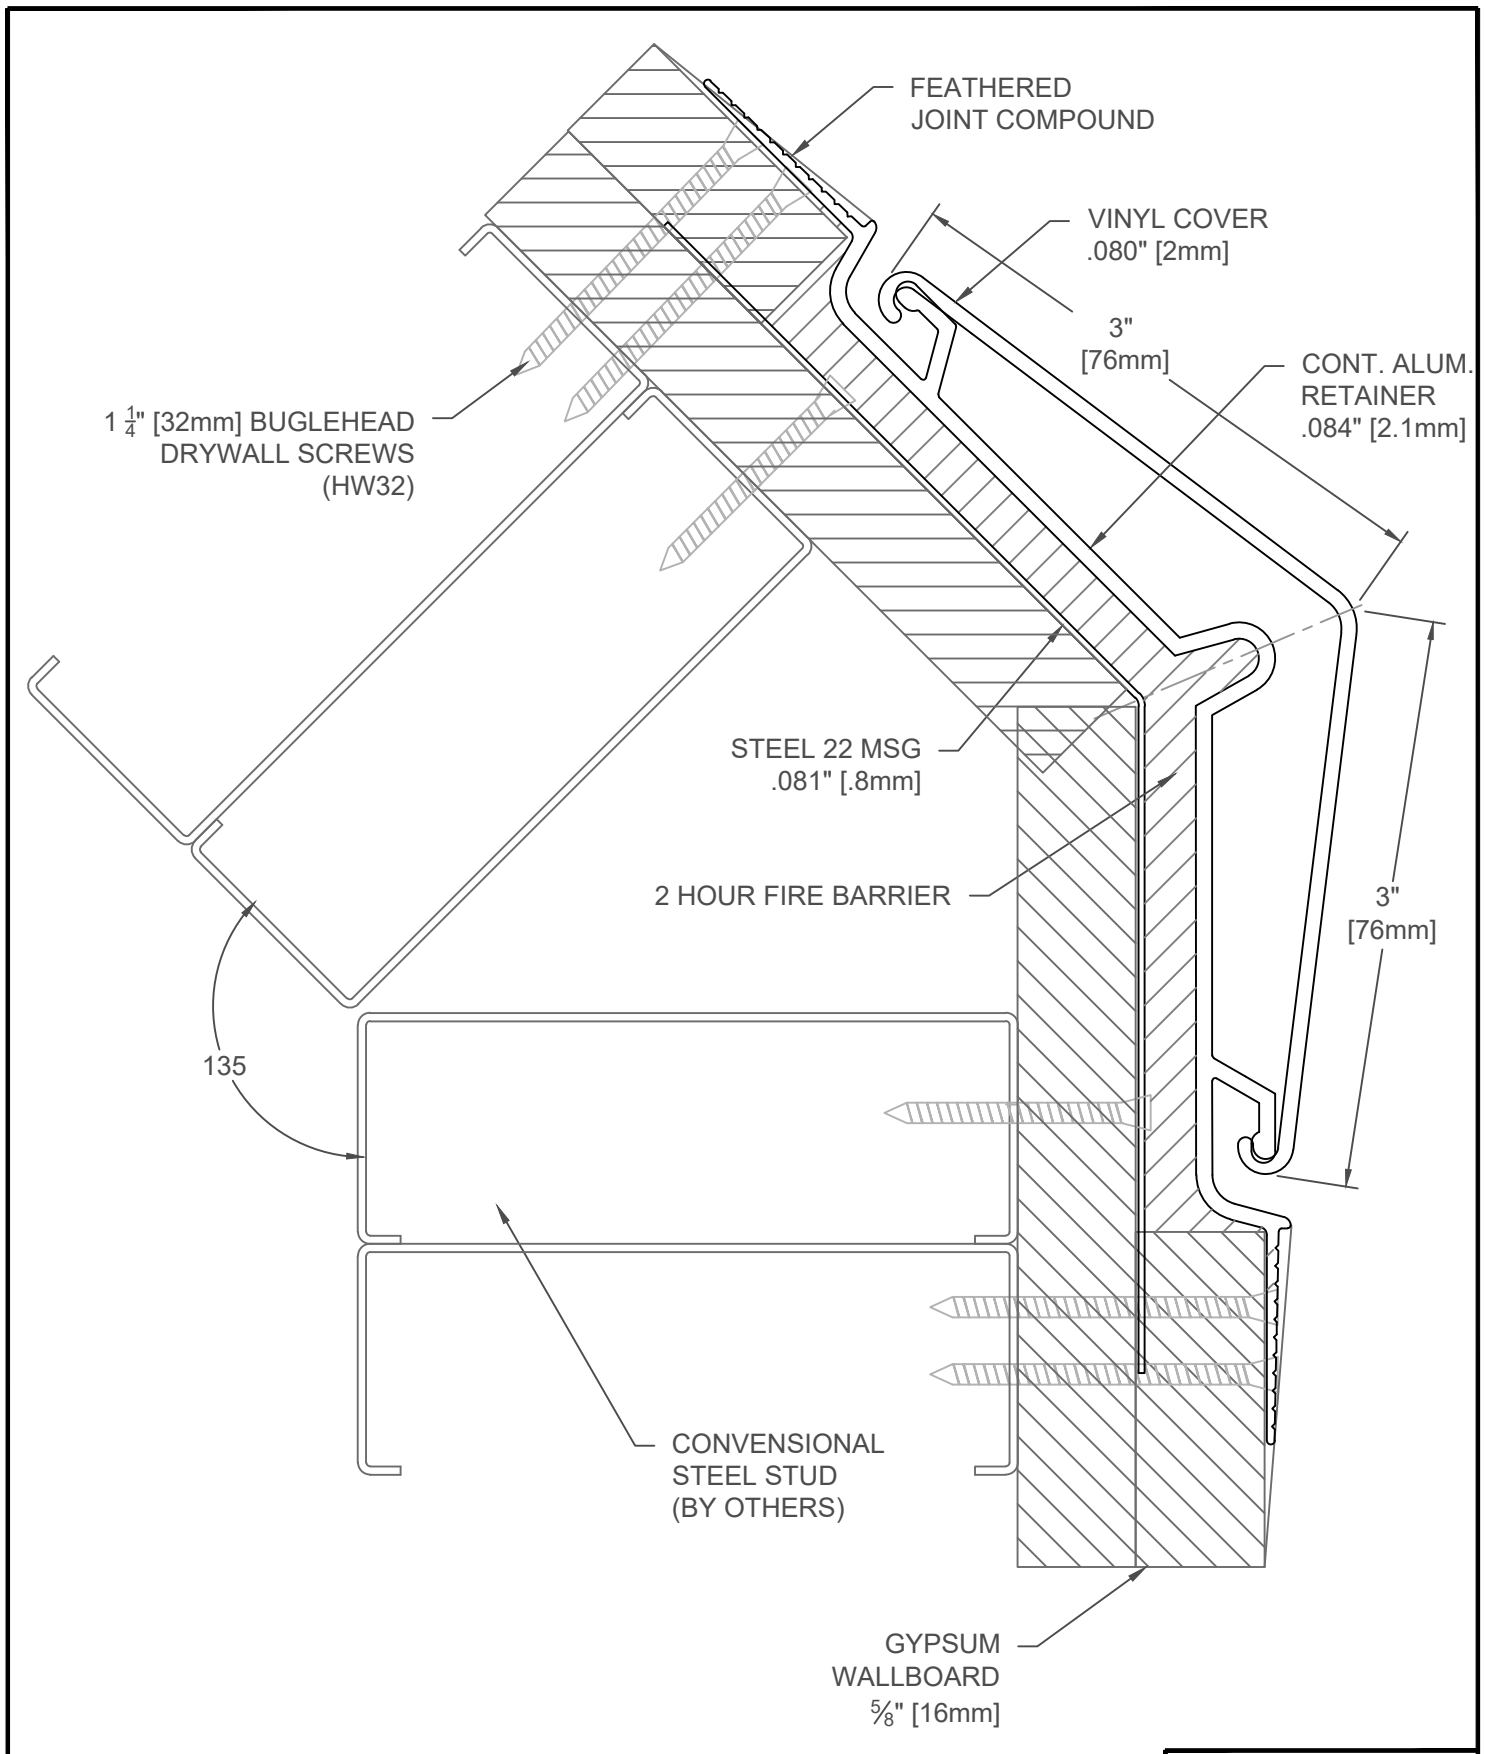 FEATHERED
JOINT COMPOUND
VINYL COVER
.080" [2mm]
3"
[76mm]
CONT. ALUM.
RETAINER
.084" [2.1mm]
1 1/4" [32mm] BUGLEHEAD
DRYWALL SCREWS
(HW32)
STEEL 22 MSG
.081" [.8mm]
2 HOUR FIRE BARRIER
3"
[76mm]
135
CONVENSIONAL
STEEL STUD
(BY OTHERS)
GYPSUM
WALLBOARD
5/8" [16mm]